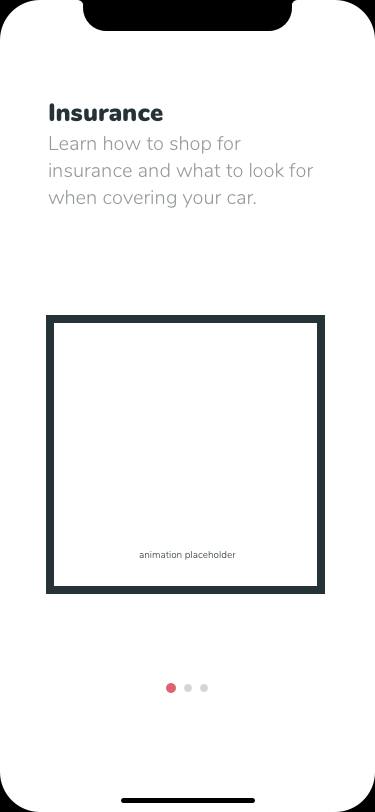 Insurance
Learn how to shop for
insurance and what to look for
when covering your car.
animation placeholder